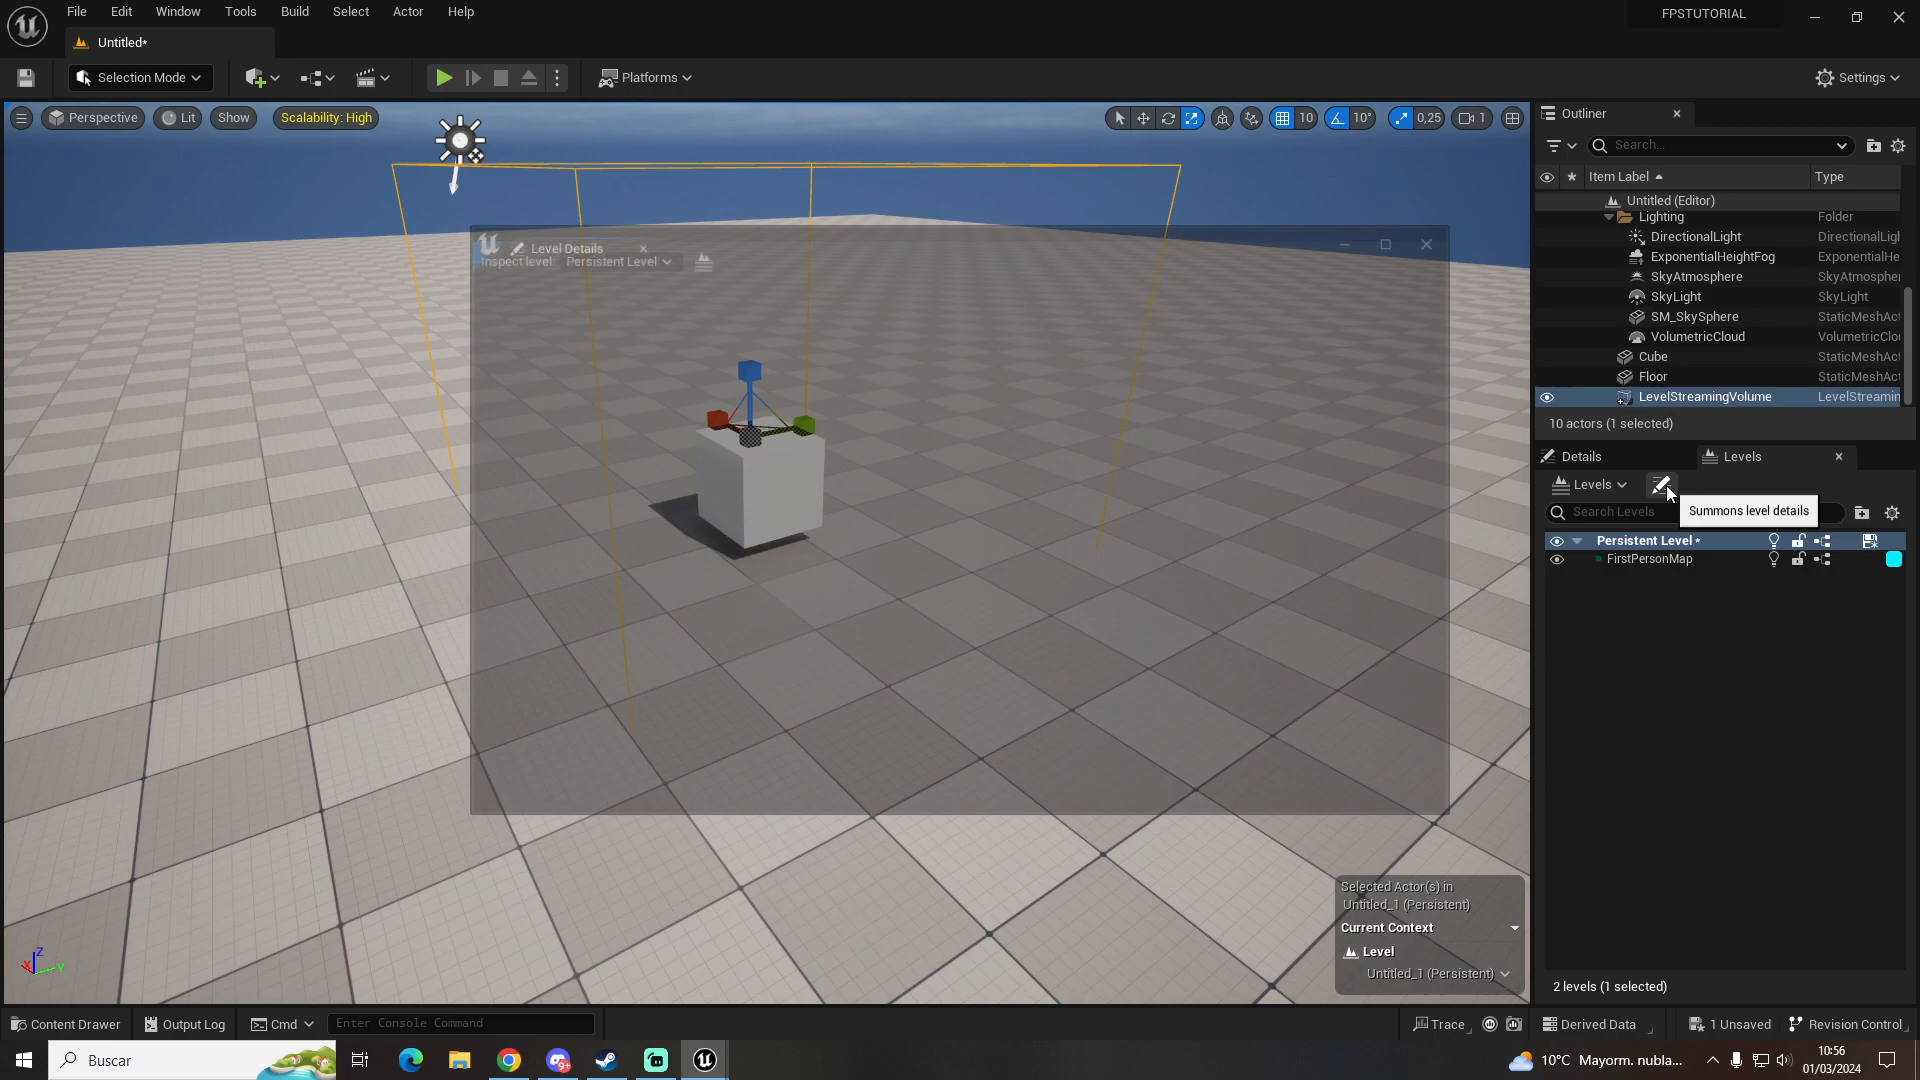 File Edit Window Tools Build Select Actor Help
FPSTUTORIAL
Untitled*
Selection Mode
Platforms
Settings
Perspective
Lit
Show
Scalability: High
10
10°
0,25
1
Level Details
Inspect level: Persistent Level
Outliner
Search...
Item Label Type
Untitled (Editor)
Lighting Folder
DirectionalLight DirectionalLigh
ExponentialHeightFog ExponentialHe
SkyAtmosphere SkyAtmospher
SkyLight SkyLight
SM_SkySphere StaticMeshAct
VolumetricCloud VolumetricClou
Cube StaticMeshAct
Floor StaticMeshAct
LevelStreamingVolume LevelStreamin
10 actors (1 selected)
Details
Levels
Levels
Search Levels
Summons level details
Persistent Level *
FirstPersonMap
2 levels (1 selected)
Selected Actor(s) in
Untitled_1 (Persistent)
Current Context
Level
Untitled_1 (Persistent)
Z
X
Y
Content Drawer
Output Log
Cmd
Enter Console Command
Trace
Derived Data
1 Unsaved
Revision Control
Buscar
9+
10°C Mayorm. nubla...
10:56
01/03/2024